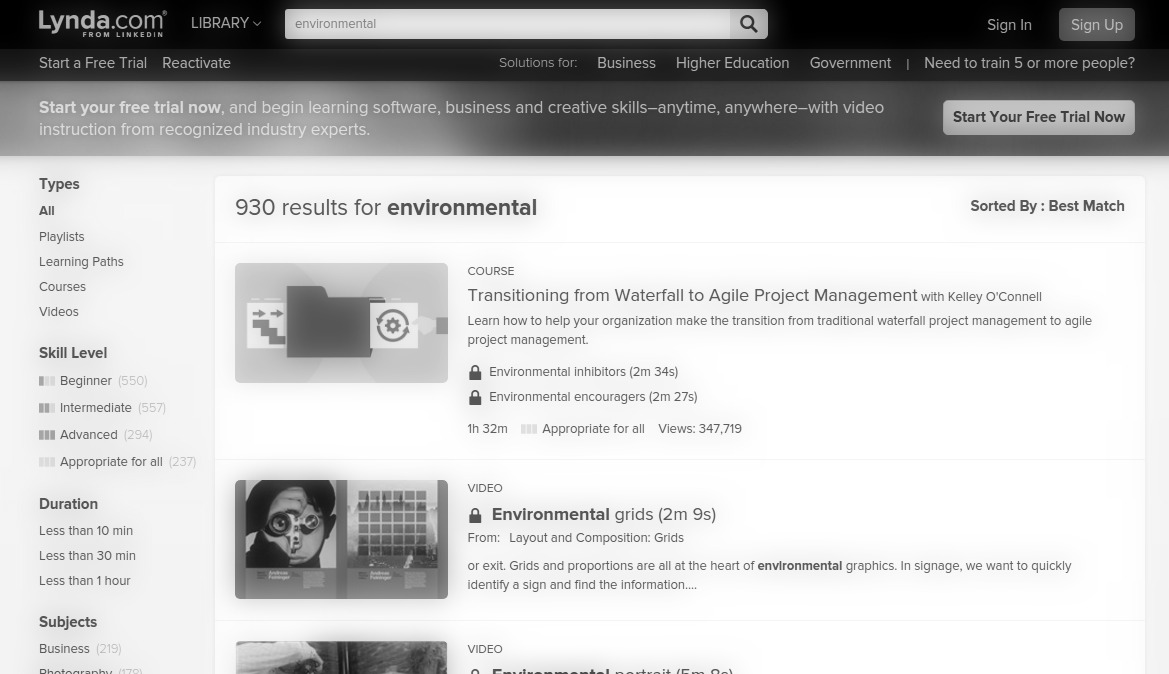 Lynda.com®
FROM LINKEDIN
LIBRARY
environmental
Sign In
Sign Up
Start a Free Trial
Reactivate
Solutions for:
Business
Higher Education
Government
|
Need to train 5 or more people?
Start your free trial now, and begin learning software, business and creative skills–anytime, anywhere–with video
instruction from recognized industry experts.
Start Your Free Trial Now
Types
All
Playlists
Learning Paths
Courses
Videos
Skill Level
Beginner (550)
Intermediate (557)
Advanced (294)
Appropriate for all (237)
Duration
Less than 10 min
Less than 30 min
Less than 1 hour
Subjects
Business (219)
Photography (178)
930 results for environmental
Sorted By : Best Match
COURSE
Transitioning from Waterfall to Agile Project Management with Kelley O'Connell
Learn how to help your organization make the transition from traditional waterfall project management to agile
project management.
Environmental inhibitors (2m 34s)
Environmental encouragers (2m 27s)
1h 32m
Appropriate for all
Views: 347,719
VIDEO
Environmental grids (2m 9s)
From: Layout and Composition: Grids
or exit. Grids and proportions are all at the heart of environmental graphics. In signage, we want to quickly
identify a sign and find the information....
VIDEO
Environmental portrait (5m 8s)